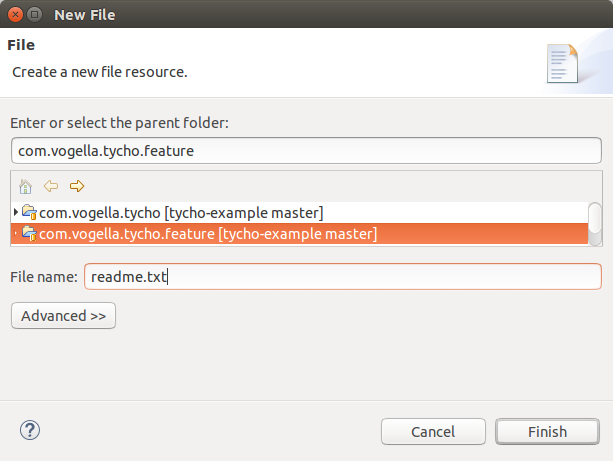 New File
File
Create a new file resource.
Enter or select the parent folder:
com.vogella.tycho.feature
com.vogella.tycho [tycho-example master]
com.vogella.tycho.feature [tycho-example master]
File name: readme.txt
Advanced >>
?
Cancel
Finish